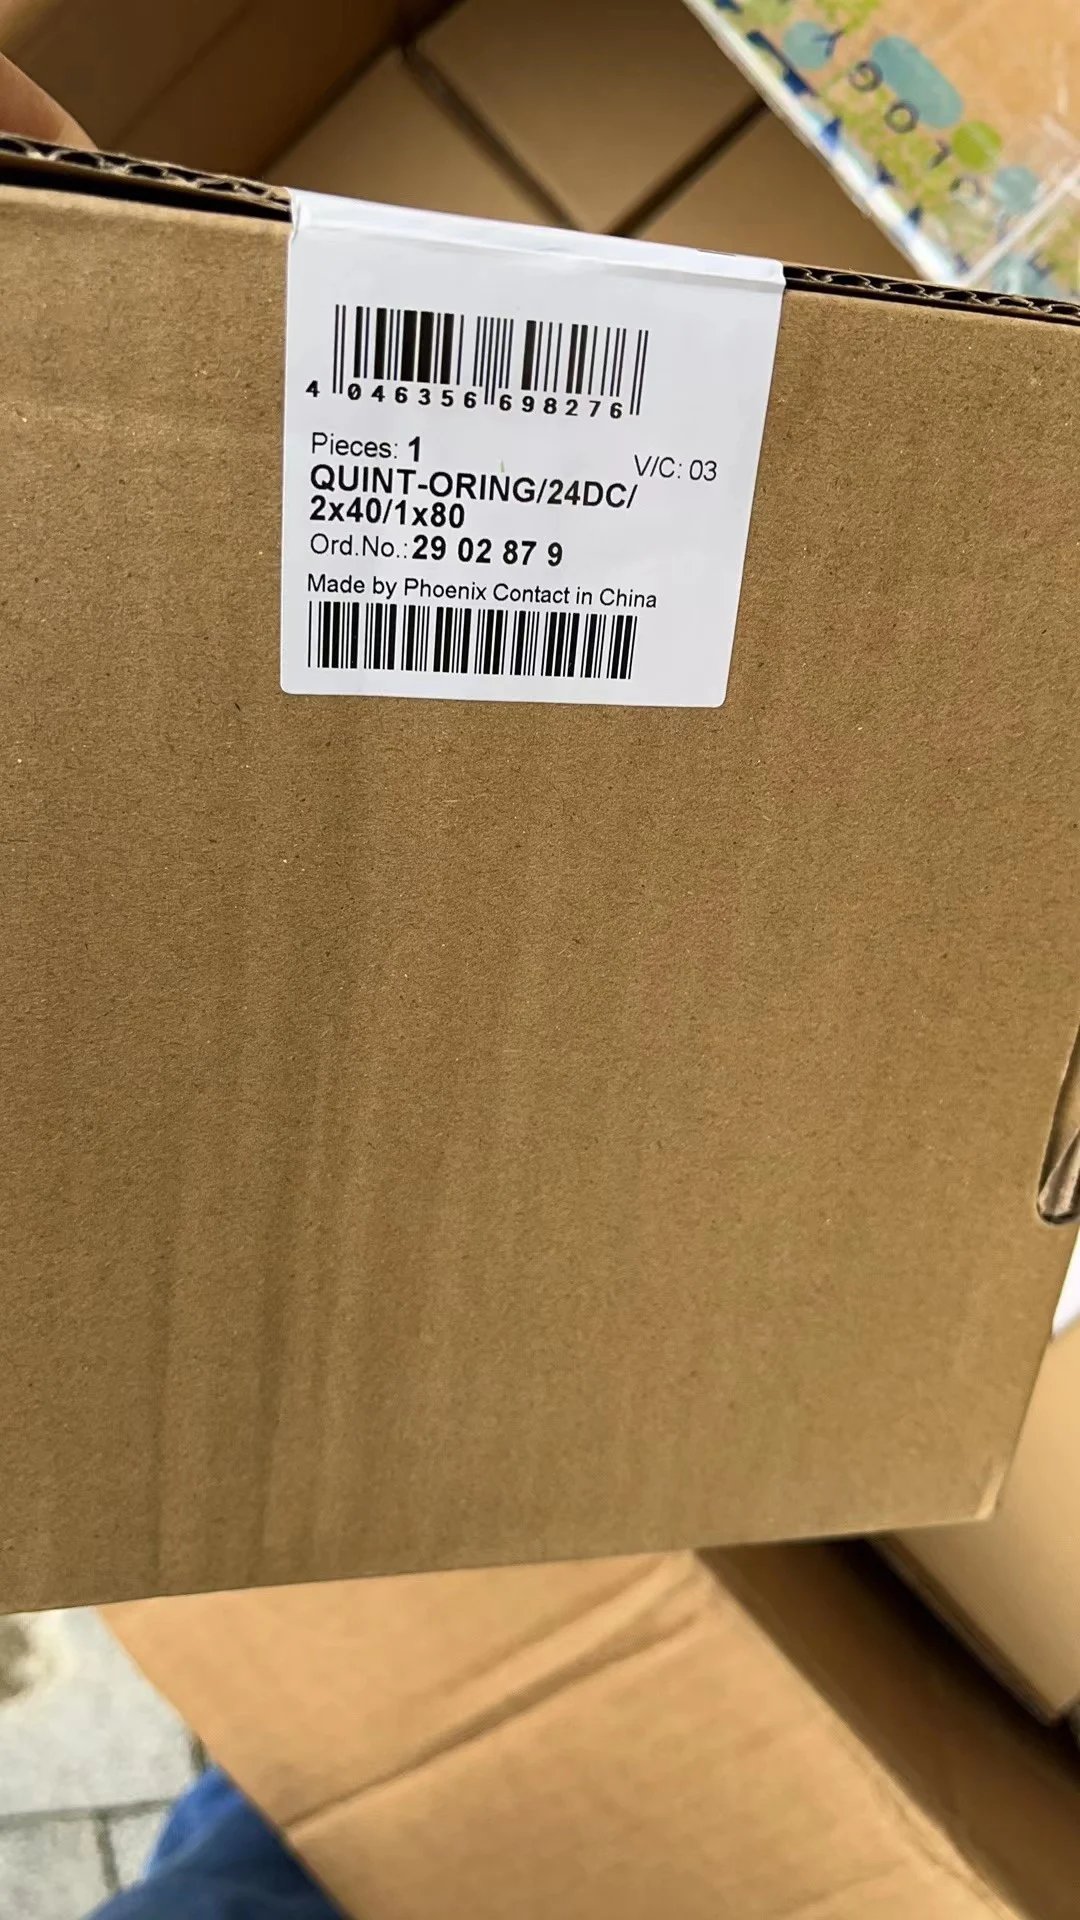 4 046356 698276
Pieces: 1
V/C: 03
QUINT-ORING/24DC/
2x40/1x80
Ord.No.: 29 02 87 9
Made by Phoenix Contact in China